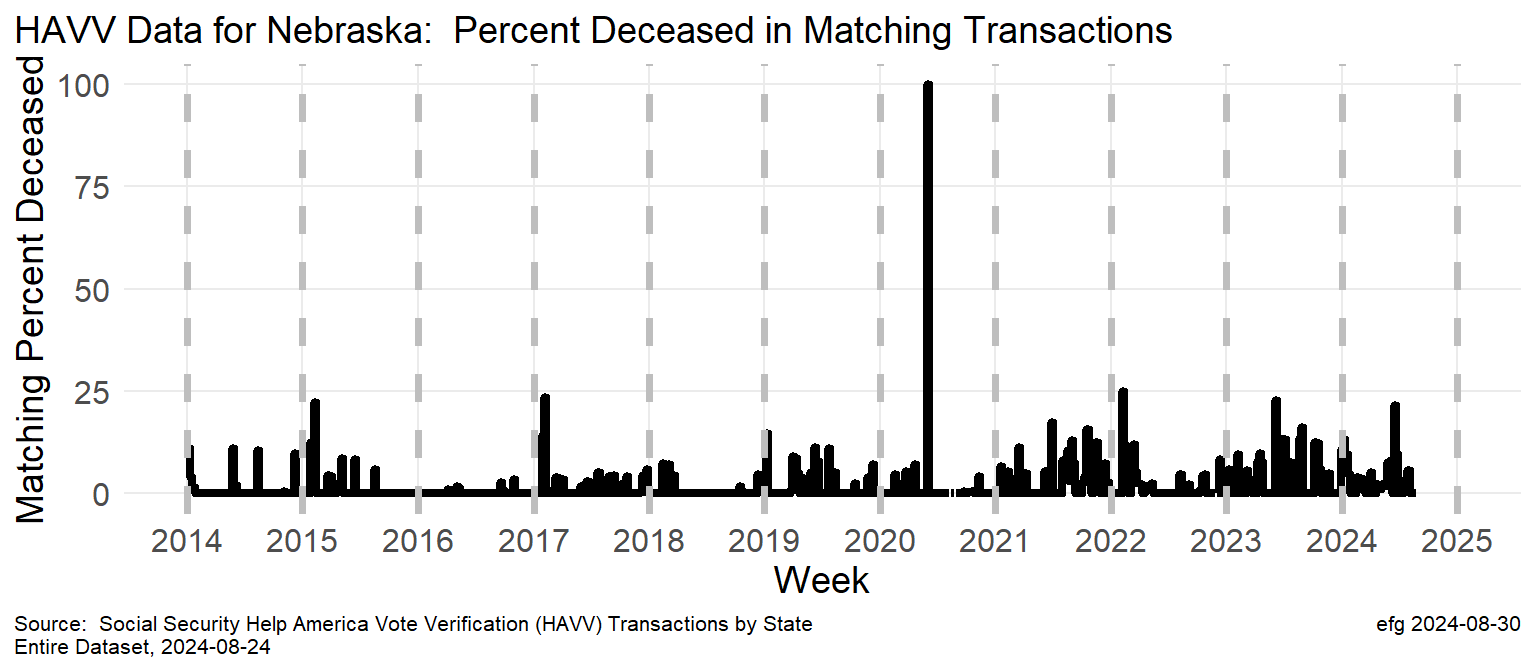 HAVV Data for Nebraska:  Percent Deceased in Matching Transactions
Matching Percent Deceased
100
75
50
25
0
2014 2015 2016 2017 2018 2019 2020 2021 2022 2023 2024 2025
Week
Source:  Social Security Help America Vote Verification (HAVV) Transactions by State
Entire Dataset, 2024-08-24
efg 2024-08-30